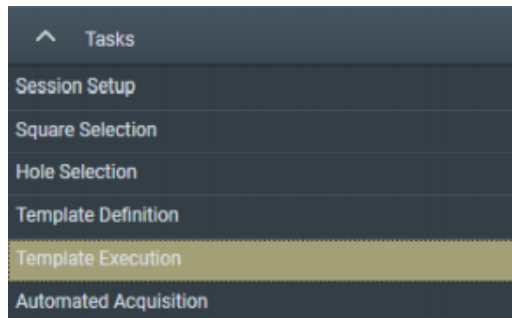 Tasks
Session Setup
Square Selection
Hole Selection
Template Definition
Template Execution
Automated Acquisition